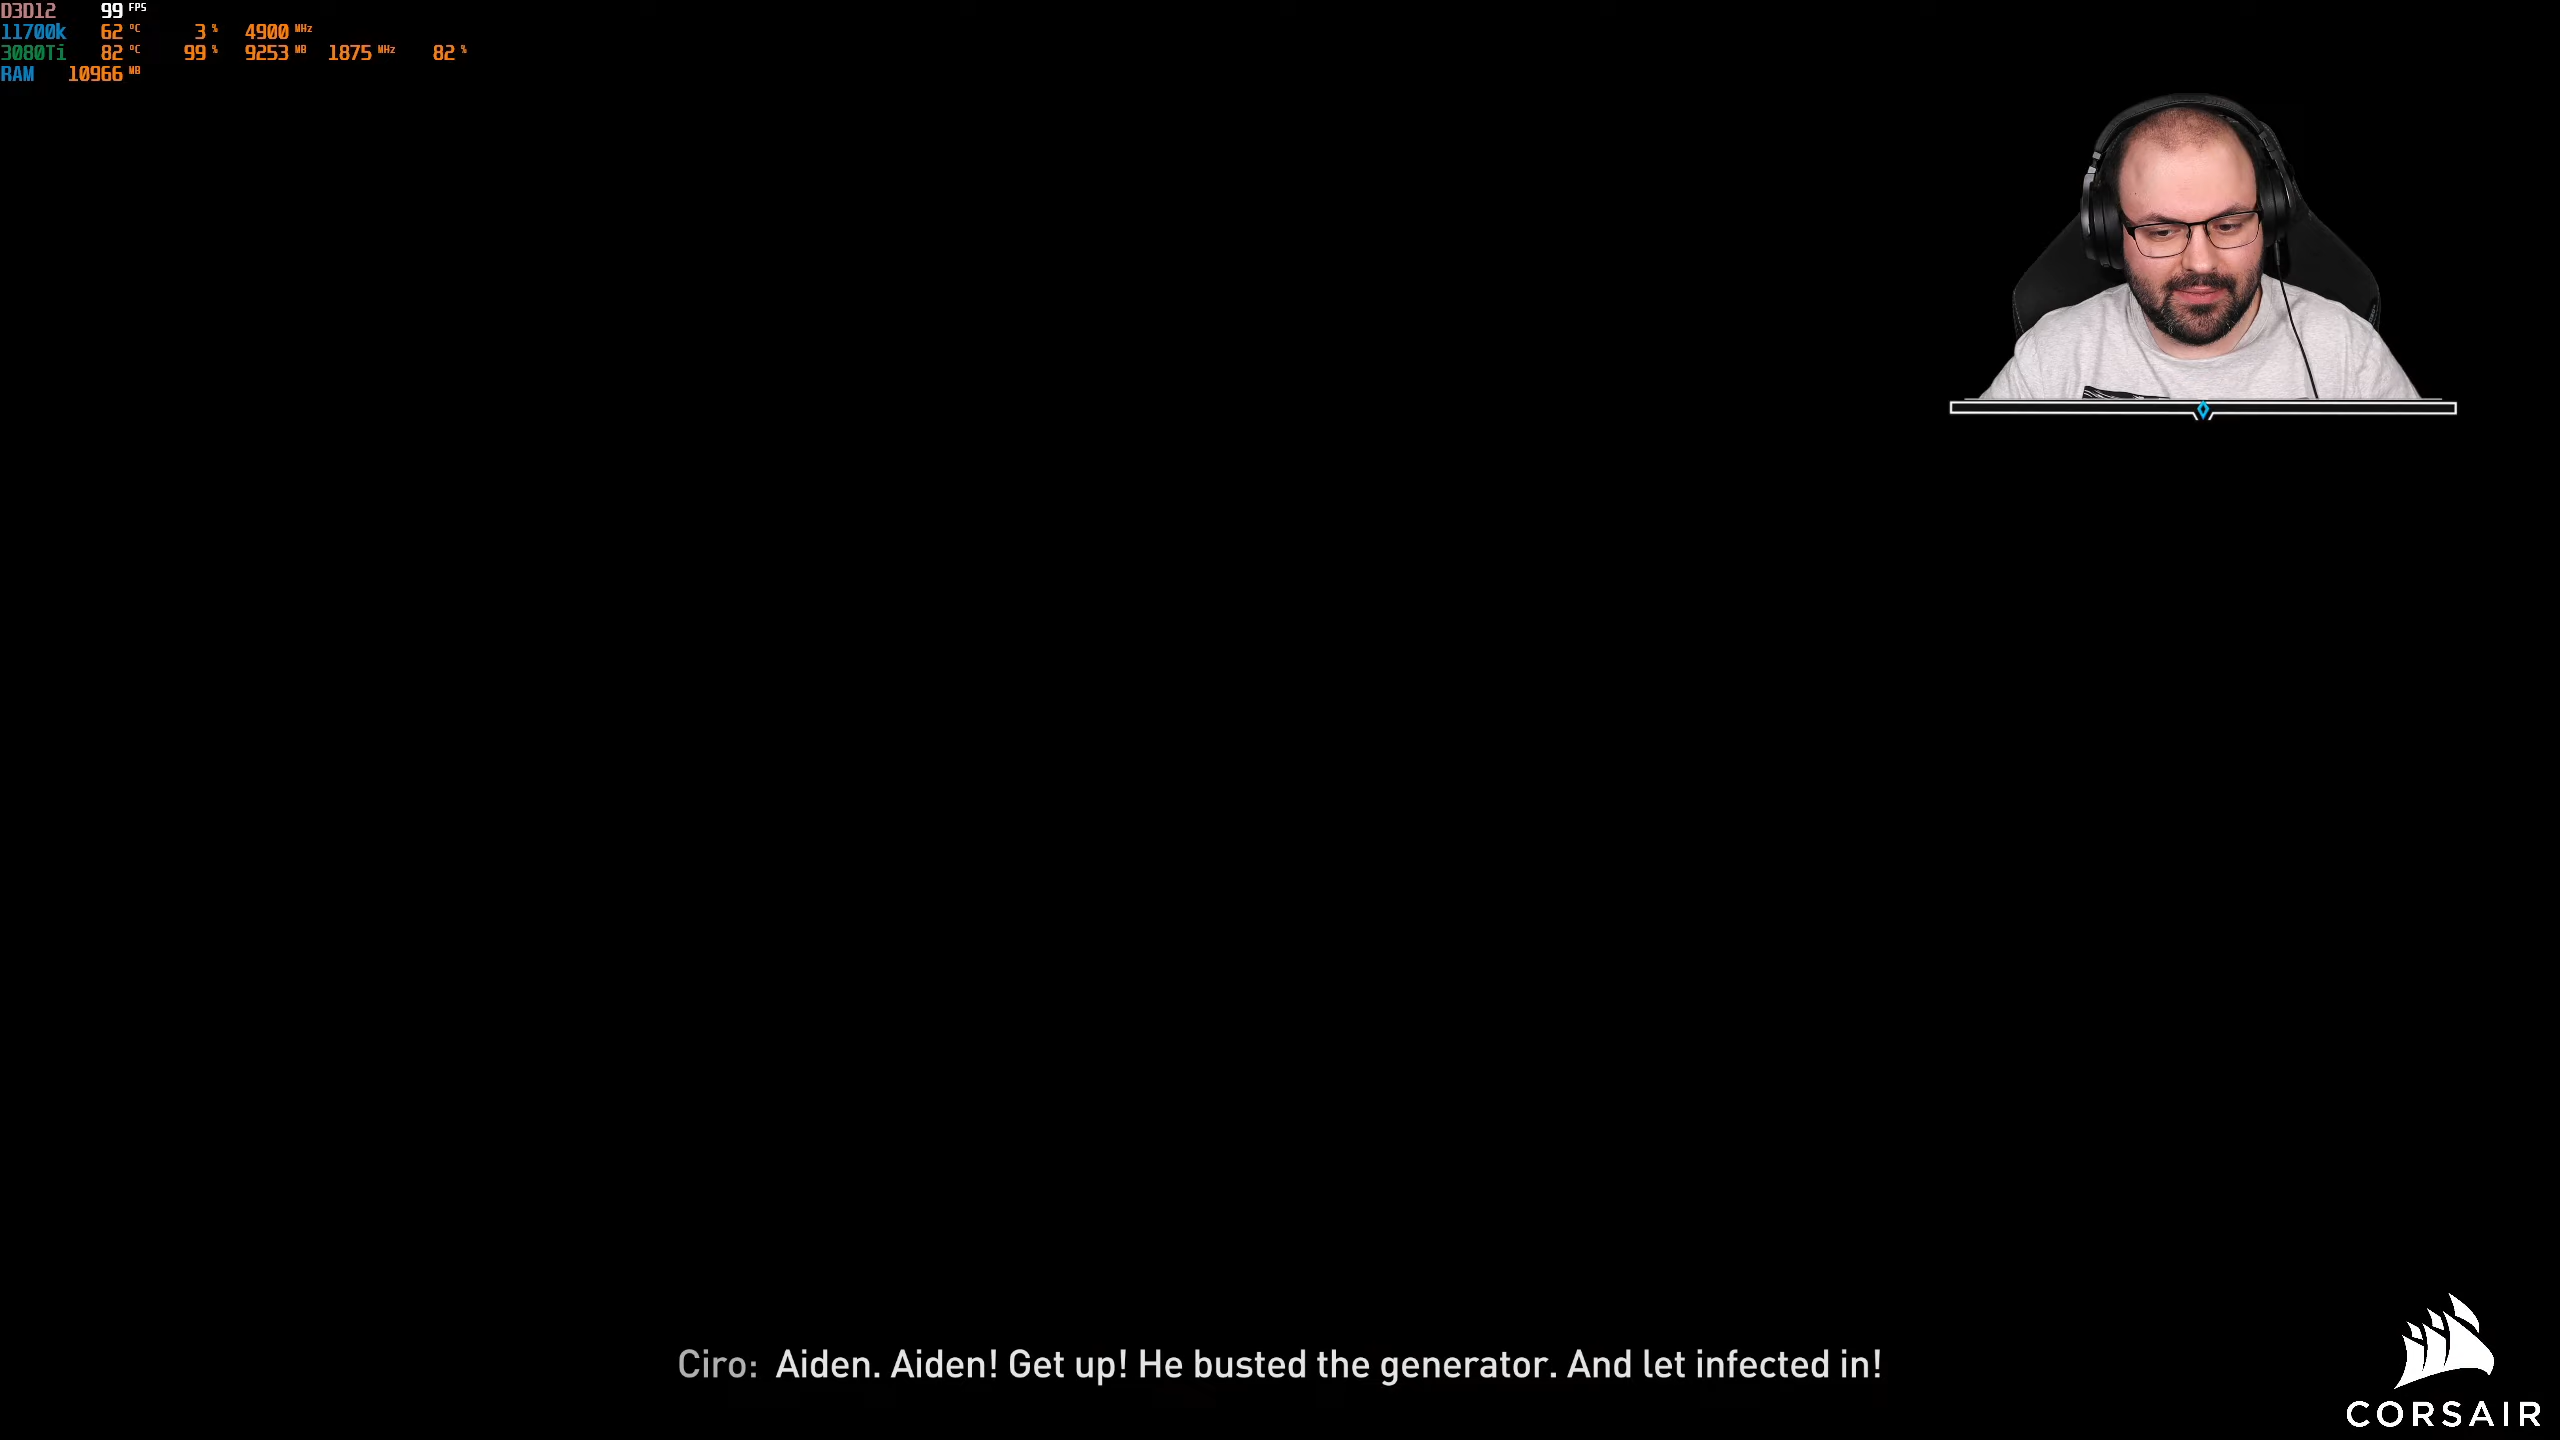 D3D12 99 FPS
11700k 62 °C 3 % 4900 MHz
3080Ti 82 °C 99 % 9253 MB 1875 MHz 82 %
RAM 10966 MB
Ciro: Aiden. Aiden! Get up! He busted the generator. And let infected in!
CORSAIR